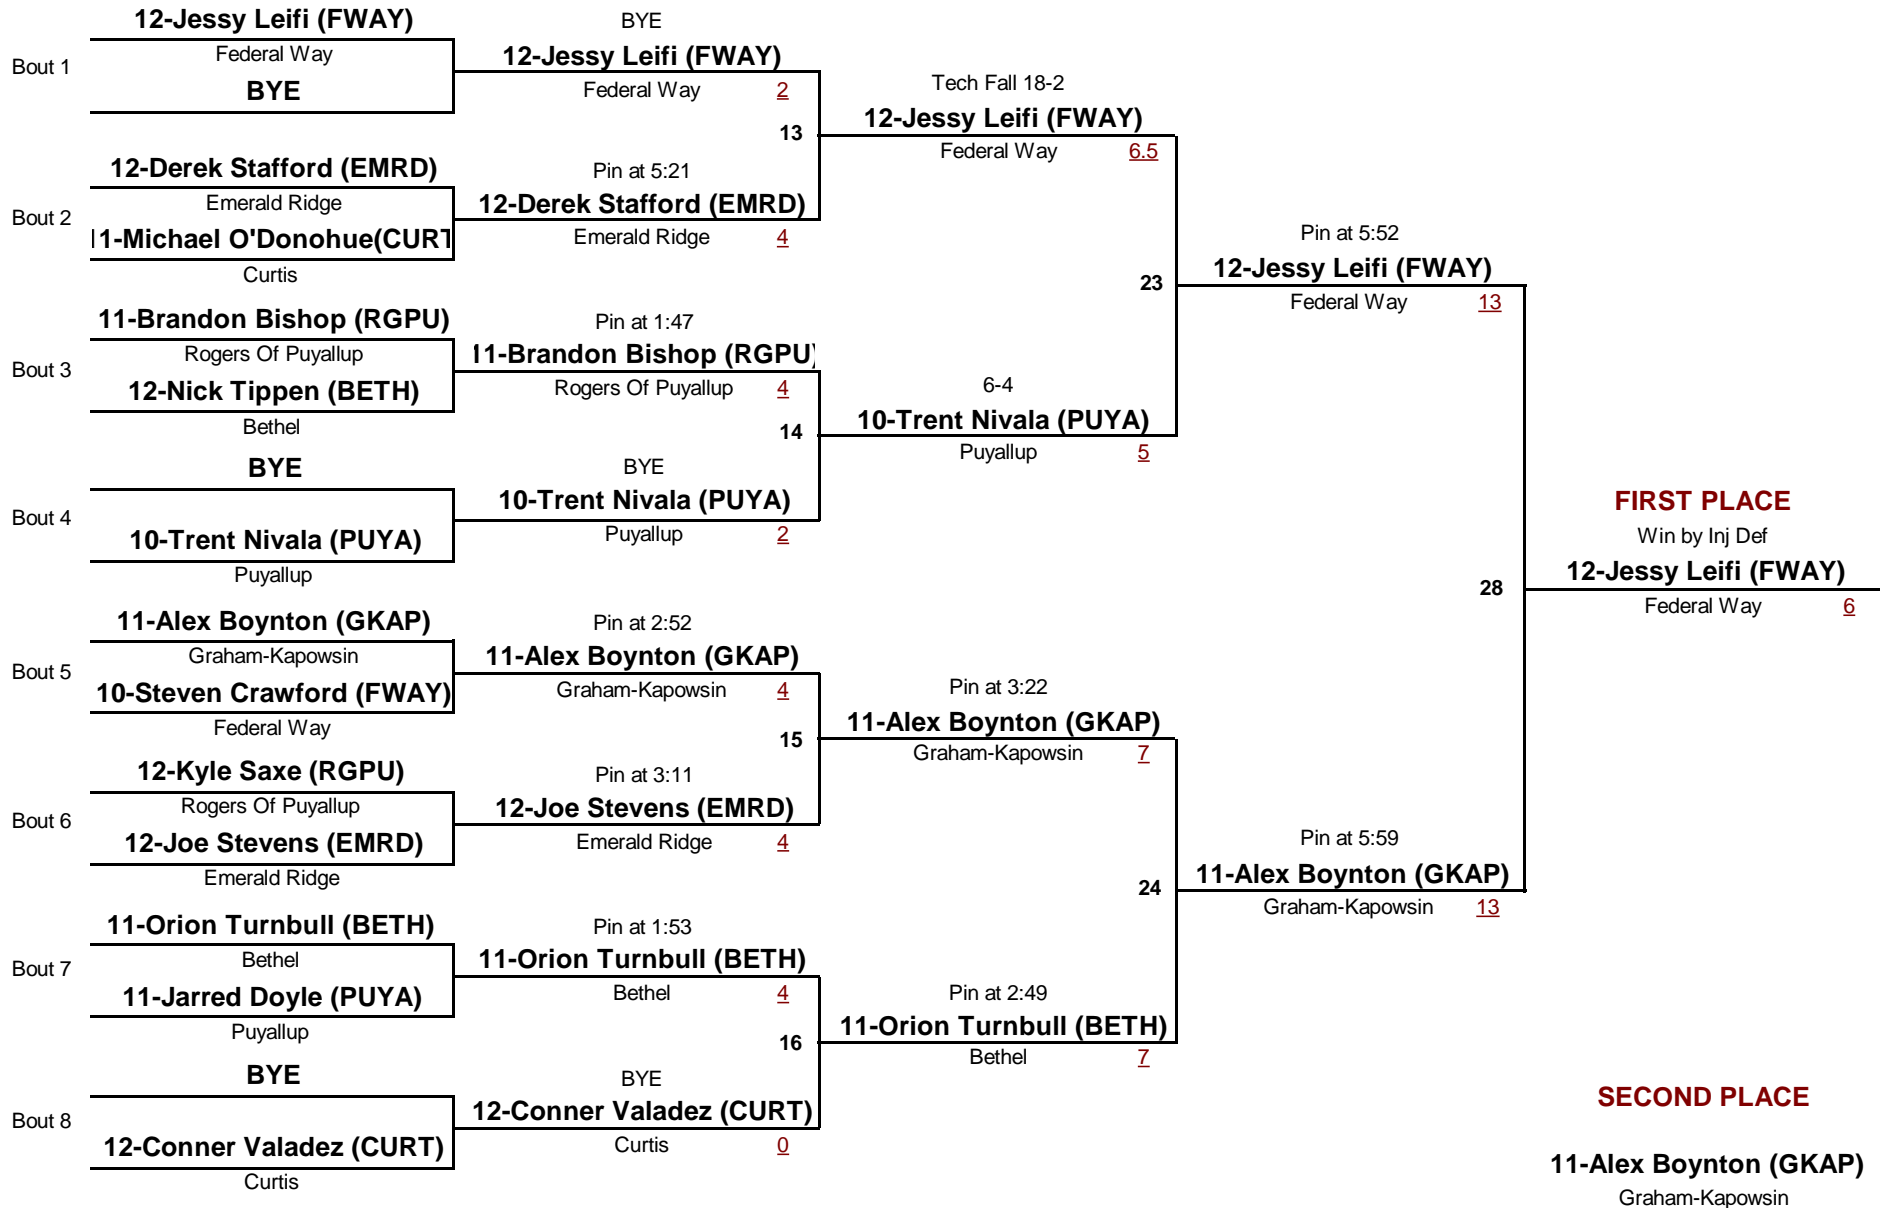 12-Jessy Leifi (FWAY)
Bout 1
Federal Way
BYE
12-Derek Stafford (EMRD)
Bout 2
Emerald Ridge
11-Michael O'Donohue(CURT
Curtis
11-Brandon Bishop (RGPU)
Bout 3
Rogers Of Puyallup
12-Nick Tippen (BETH)
Bethel
BYE
Bout 4
10-Trent Nivala (PUYA)
Puyallup
11-Alex Boynton (GKAP)
Bout 5
Graham-Kapowsin
10-Steven Crawford (FWAY)
Federal Way
12-Kyle Saxe (RGPU)
Bout 6
Rogers Of Puyallup
12-Joe Stevens (EMRD)
Emerald Ridge
11-Orion Turnbull (BETH)
Bout 7
Bethel
11-Jarred Doyle (PUYA)
Puyallup
BYE
Bout 8
12-Conner Valadez (CURT)
Curtis
BYE
12-Jessy Leifi (FWAY)
Federal Way 2
13
Pin at 5:21
12-Derek Stafford (EMRD)
Emerald Ridge 4
Pin at 1:47
11-Brandon Bishop (RGPU)
Rogers Of Puyallup 4
14
BYE
10-Trent Nivala (PUYA)
Puyallup 2
Pin at 2:52
11-Alex Boynton (GKAP)
Graham-Kapowsin 4
15
Pin at 3:11
12-Joe Stevens (EMRD)
Emerald Ridge 4
Pin at 1:53
11-Orion Turnbull (BETH)
Bethel 4
16
BYE
12-Conner Valadez (CURT)
Curtis 0
Tech Fall 18-2
12-Jessy Leifi (FWAY)
Federal Way 6.5
23
6-4
10-Trent Nivala (PUYA)
Puyallup 5
Pin at 3:22
11-Alex Boynton (GKAP)
Graham-Kapowsin 7
24
Pin at 2:49
11-Orion Turnbull (BETH)
Bethel 7
Pin at 5:52
12-Jessy Leifi (FWAY)
Federal Way 13
28
Pin at 5:59
11-Alex Boynton (GKAP)
Graham-Kapowsin 13
FIRST PLACE
Win by Inj Def
12-Jessy Leifi (FWAY)
Federal Way 6
SECOND PLACE
11-Alex Boynton (GKAP)
Graham-Kapowsin